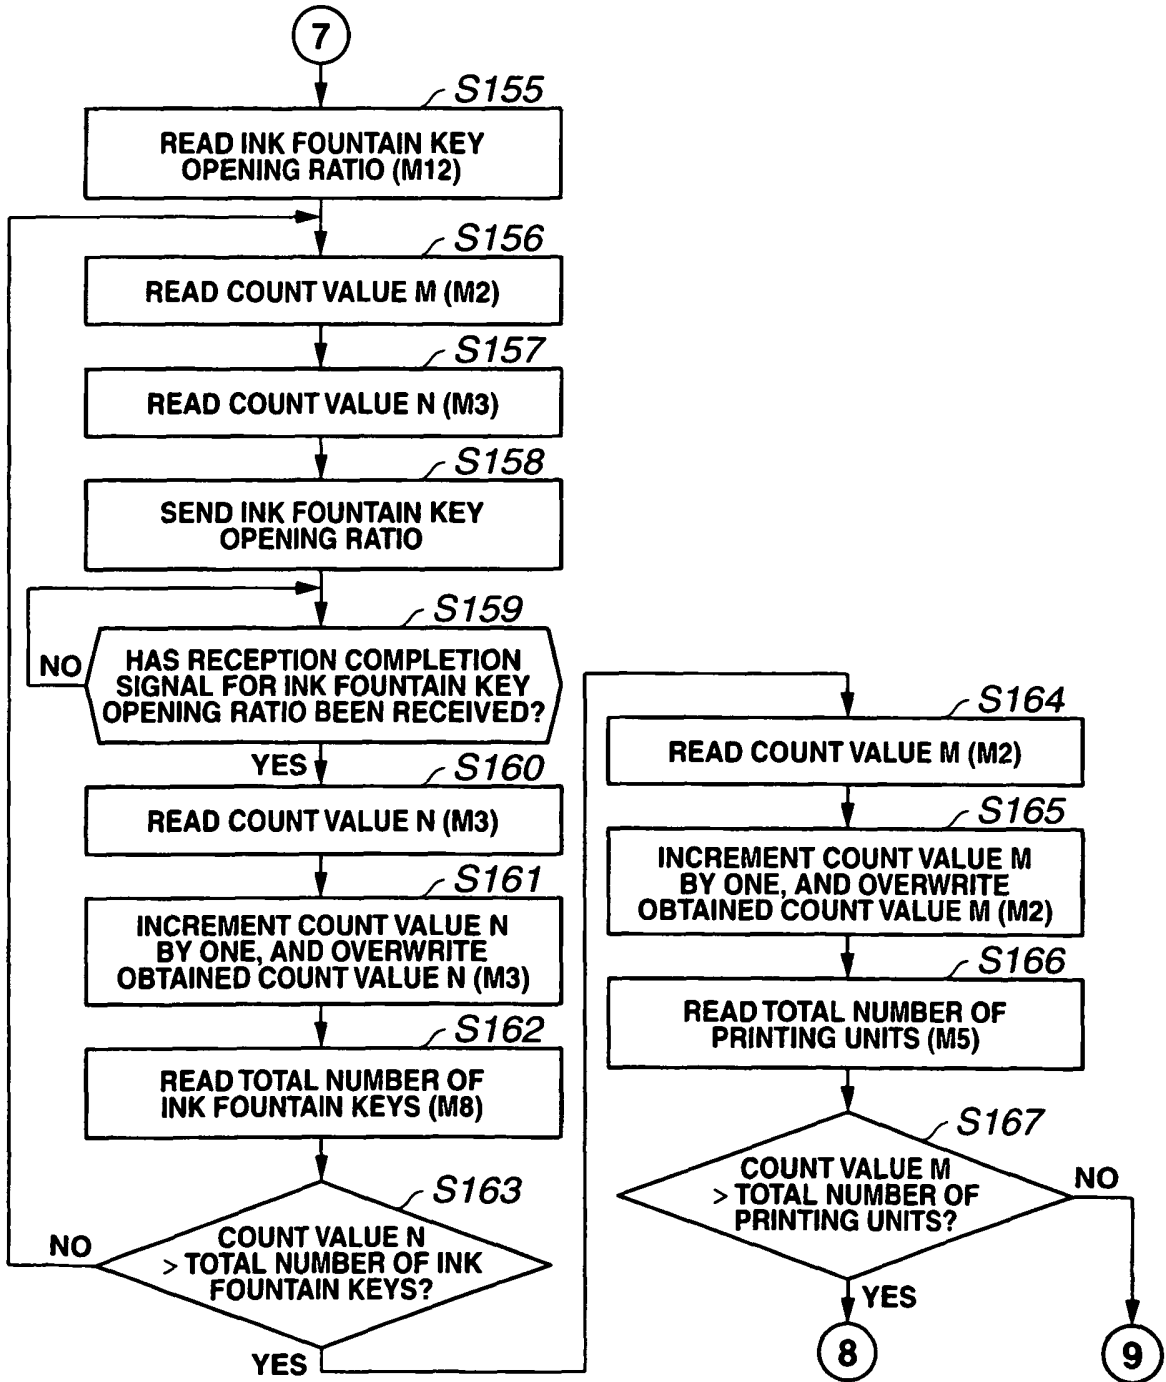 7
S155
READ INK FOUNTAIN KEY
OPENING RATIO (M12)
S156
READ COUNT VALUE M (M2)
S157
READ COUNT VALUE N (M3)
S158
SEND INK FOUNTAIN KEY
OPENING RATIO
S159
NO
HAS RECEPTION COMPLETION
SIGNAL FOR INK FOUNTAIN KEY
OPENING RATIO BEEN RECEIVED?
YES
S160
READ COUNT VALUE N (M3)
S161
INCREMENT COUNT VALUE N
BY ONE, AND OVERWRITE
OBTAINED COUNT VALUE N (M3)
S162
READ TOTAL NUMBER OF
INK FOUNTAIN KEYS (M8)
S163
NO
COUNT VALUE N
> TOTAL NUMBER OF INK
FOUNTAIN KEYS?
YES
S164
READ COUNT VALUE M (M2)
S165
INCREMENT COUNT VALUE M
BY ONE, AND OVERWRITE
OBTAINED COUNT VALUE M (M2)
S166
READ TOTAL NUMBER OF
PRINTING UNITS (M5)
S167
COUNT VALUE M
> TOTAL NUMBER OF
PRINTING UNITS?
NO
YES
8
9